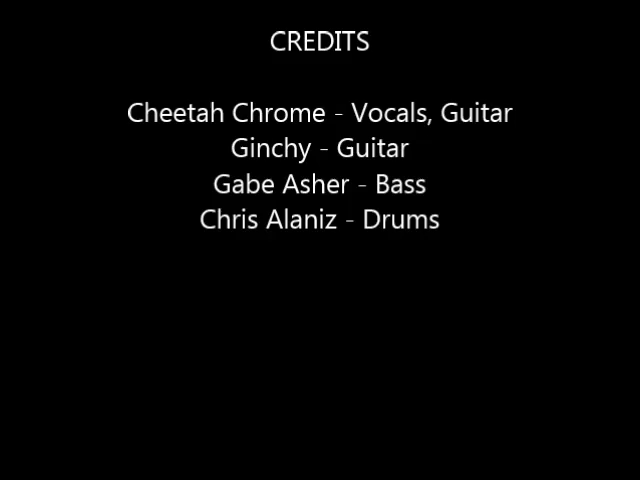 CREDITS
Cheetah Chrome - Vocals, Guitar
Ginchy - Guitar
Gabe Asher - Bass
Chris Alaniz - Drums